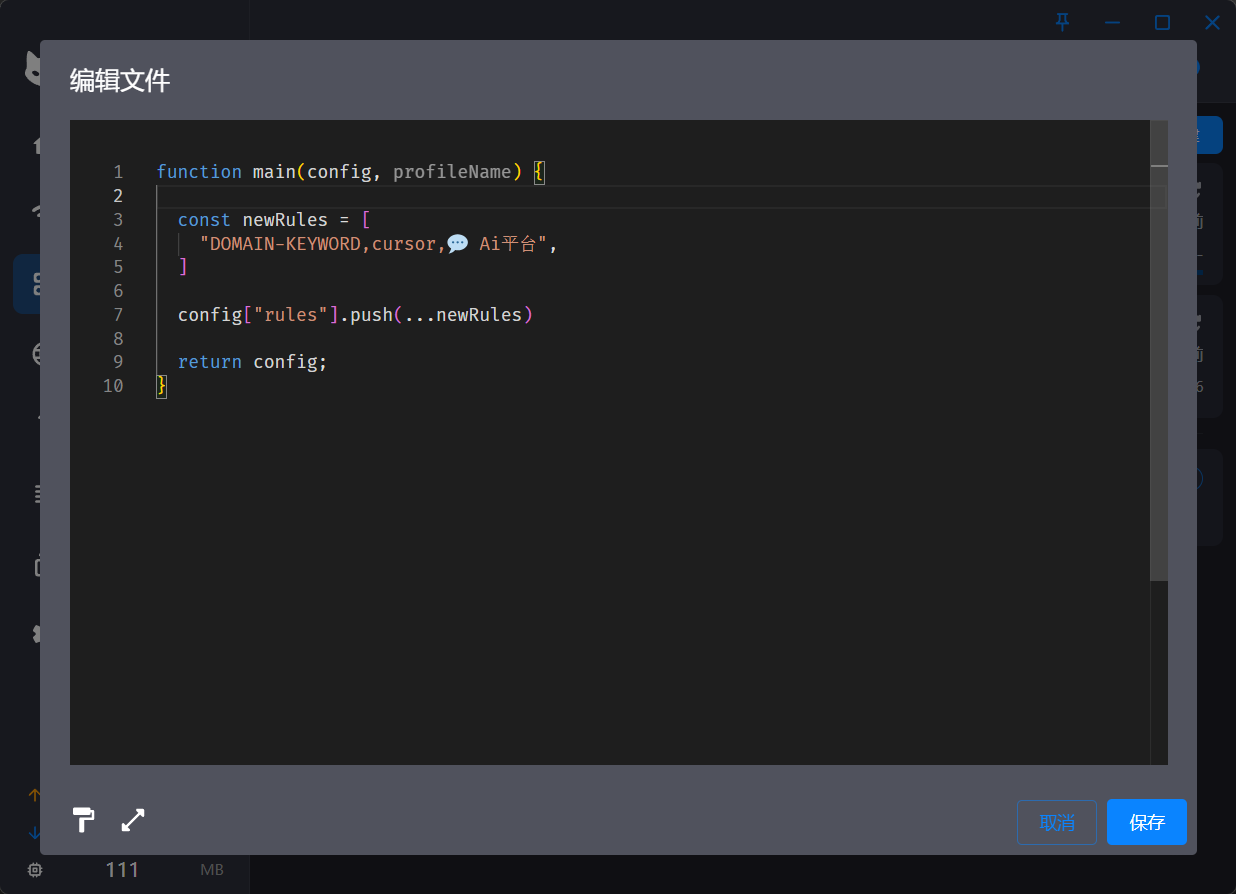 编辑文件
1 function main(config, profileName) {
2
3 const newRules = [
4 "DOMAIN-KEYWORD,cursor,💬 Ai平台",
5 ]
6
7 config["rules"].push(...newRules)
8
9 return config;
10 }
取消
保存
111 MB